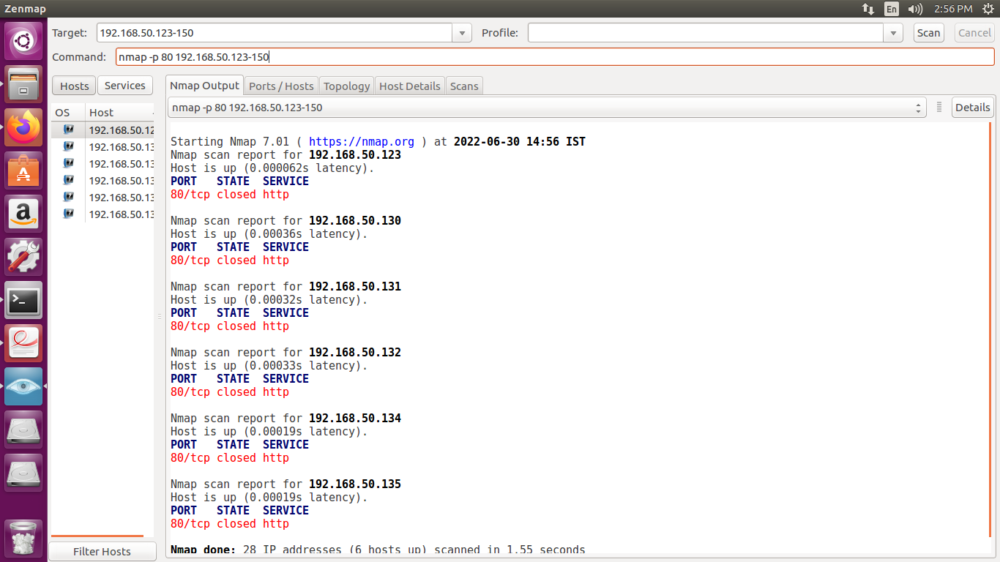 Zenmap
En
2:56 PM
Target: 192.168.50.123-150 Profile: Scan Cancel
Command: nmap -p 80 192.168.50.123-150
Hosts Services
OS Host
192.168.50.12
192.168.50.13
192.168.50.13
192.168.50.13
192.168.50.13
192.168.50.13
Filter Hosts
Nmap Output Ports / Hosts Topology Host Details Scans
nmap -p 80 192.168.50.123-150 Details
Starting Nmap 7.01 ( https://nmap.org ) at 2022-06-30 14:56 IST
Nmap scan report for 192.168.50.123
Host is up (0.000062s latency).
PORT STATE SERVICE
80/tcp closed http
Nmap scan report for 192.168.50.130
Host is up (0.00036s latency).
PORT STATE SERVICE
80/tcp closed http
Nmap scan report for 192.168.50.131
Host is up (0.00032s latency).
PORT STATE SERVICE
80/tcp closed http
Nmap scan report for 192.168.50.132
Host is up (0.00033s latency).
PORT STATE SERVICE
80/tcp closed http
Nmap scan report for 192.168.50.134
Host is up (0.00019s latency).
PORT STATE SERVICE
80/tcp closed http
Nmap scan report for 192.168.50.135
Host is up (0.00019s latency).
PORT STATE SERVICE
80/tcp closed http
Nmap done: 28 IP addresses (6 hosts up) scanned in 1.55 seconds